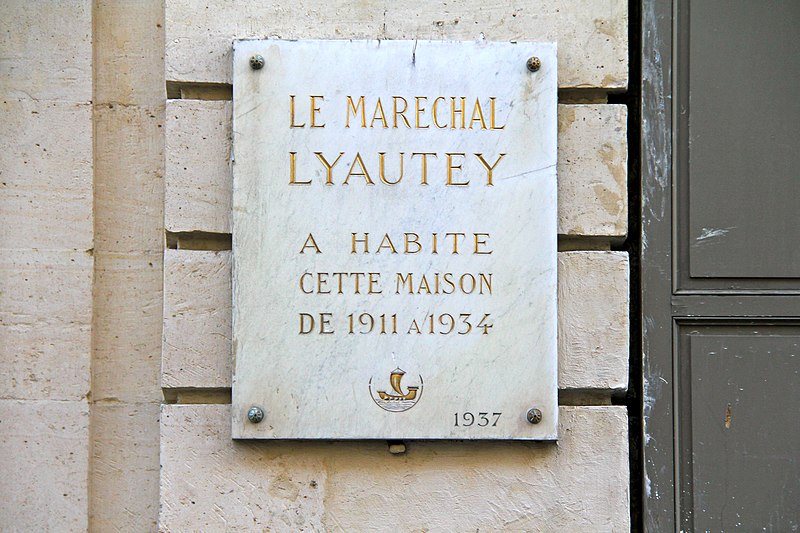 LE MARECHAL
LYAUTEY
A HABITE
CETTE MAISON
DE 1911 A 1934
1937